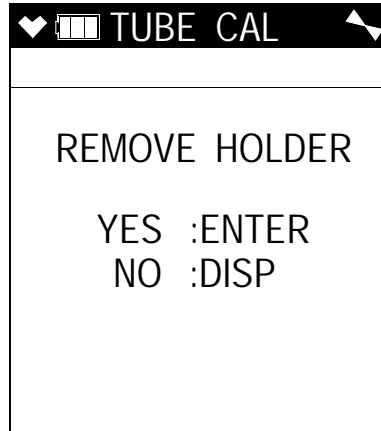 TUBE CAL
REMOVE HOLDER
YES :ENTER
NO :DISP